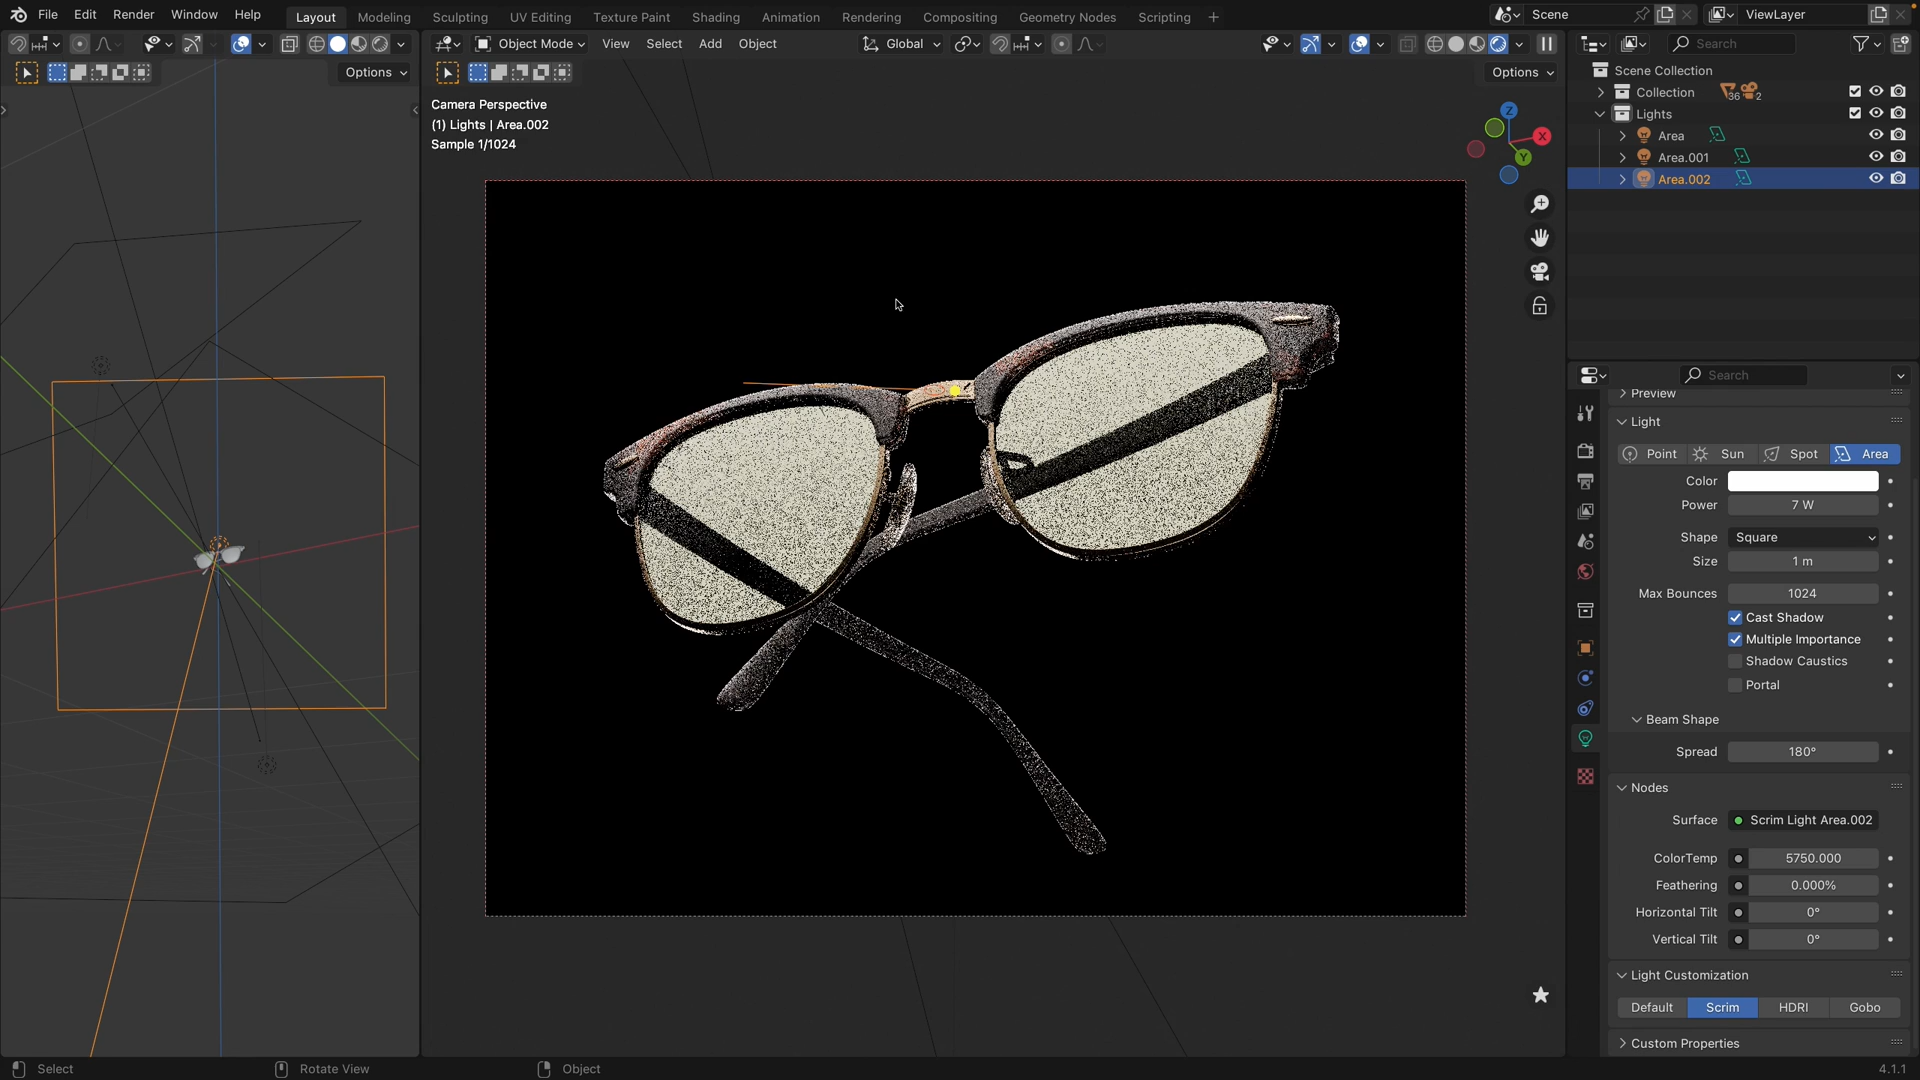 File Edit Render Window Help Layout Modeling Sculpting UV Editing Texture Paint Shading Animation Rendering Compositing Geometry Nodes Scripting + Scene ViewLayer
Object Mode View Select Add Object Global Search
Options
Options
Camera Perspective
(1) Lights | Area.002
Sample 1/1024
Z
X
Y
Scene Collection
Collection 36 2
Lights
Area
Area.001
Area.002
Search
Preview
Light
Point Sun Spot Area
Color
Power 7 W
Shape Square
Size 1 m
Max Bounces 1024
Cast Shadow
Multiple Importance
Shadow Caustics
Portal
Beam Shape
Spread 180°
Nodes
Surface Scrim Light Area.002
ColorTemp 5750.000
Feathering 0.000%
Horizontal Tilt 0°
Vertical Tilt 0°
Light Customization
Default Scrim HDRI Gobo
Custom Properties
Select Rotate View Object 4.1.1